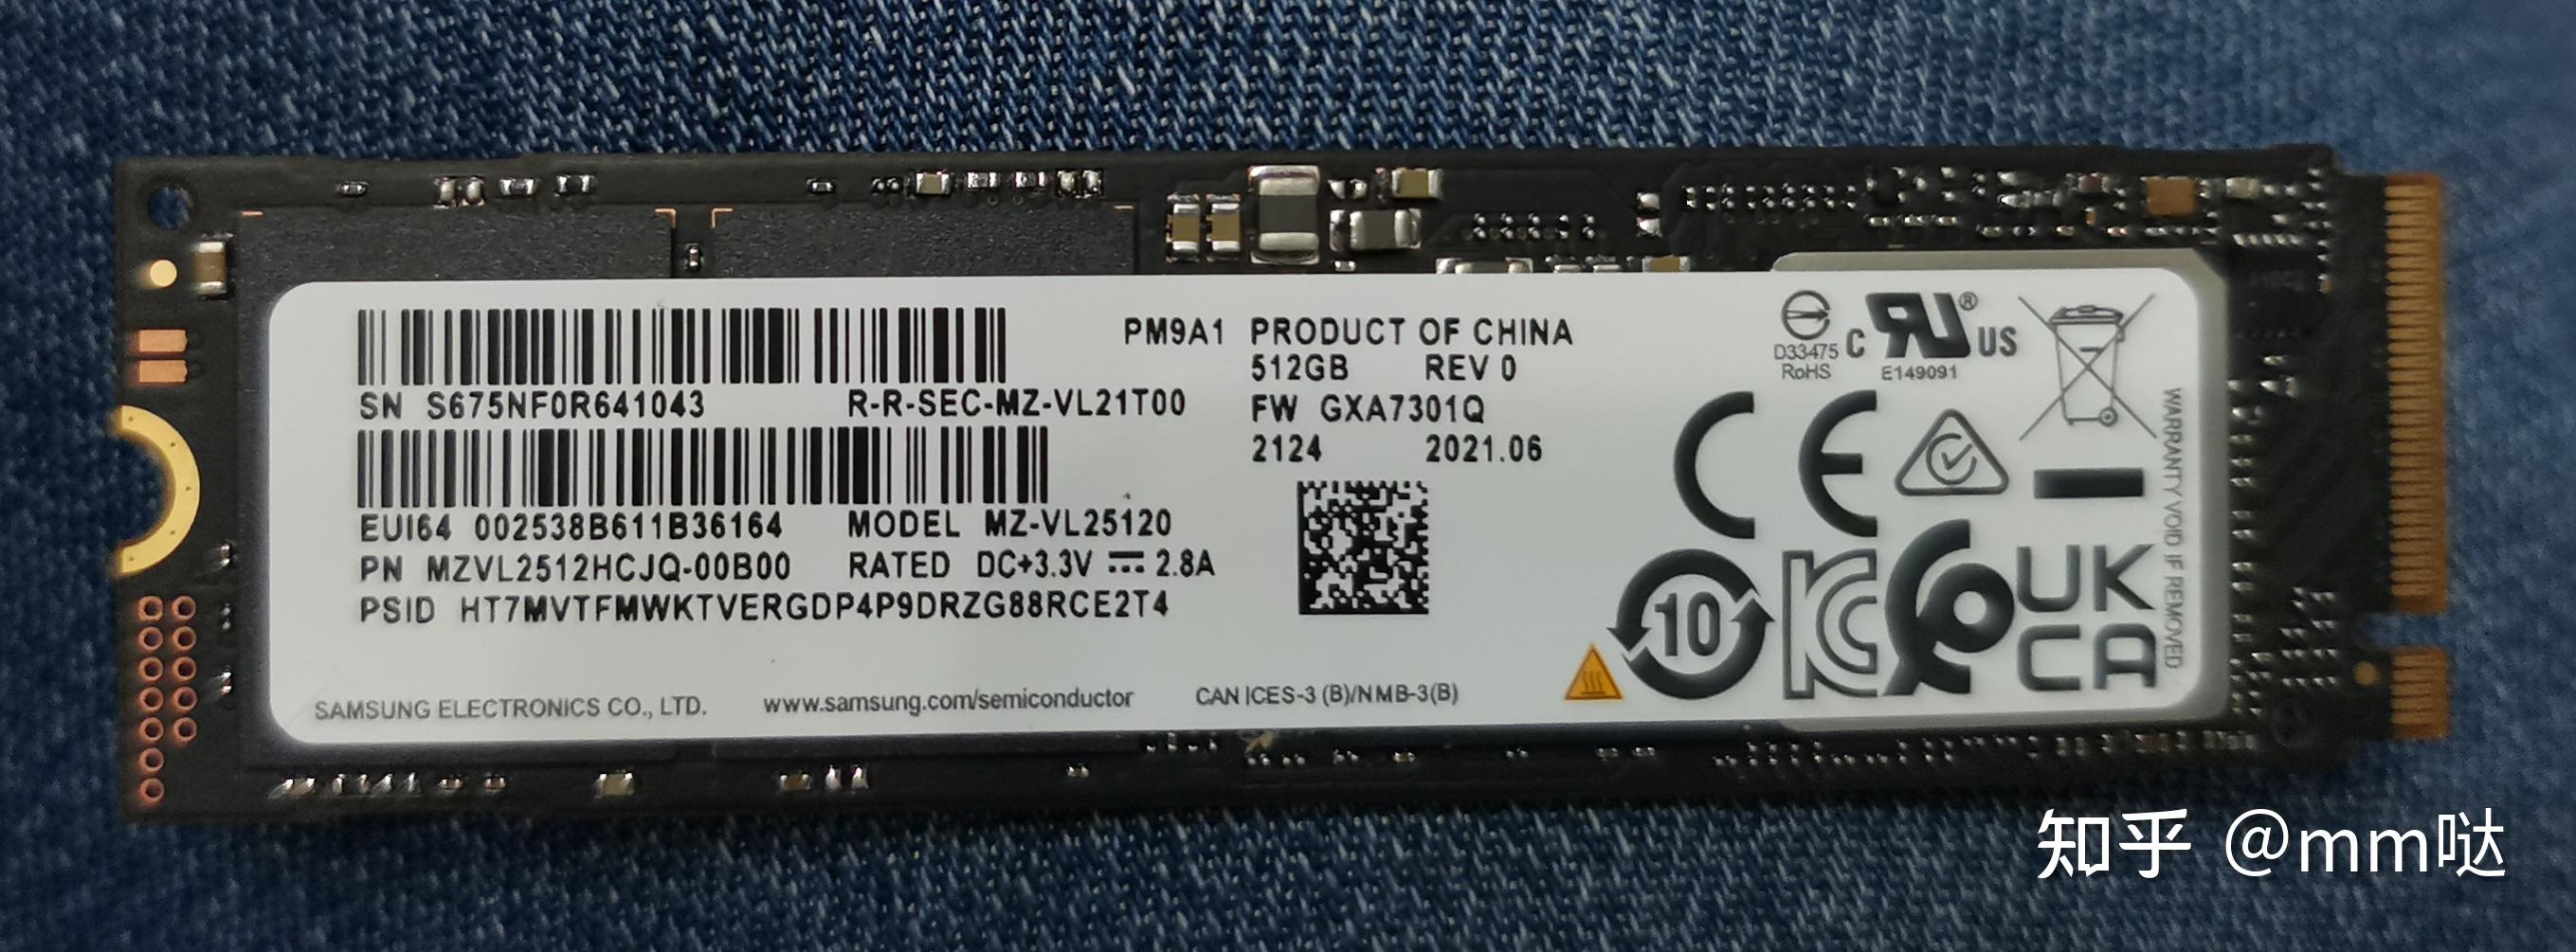 PM9A1 PRODUCT OF CHINA
512GB REV 0
SN S675NF0R641043 R-R-SEC-MZ-VL21T00
FW GXA7301Q
2124 2021.06
EUI64 002538B611B36164 MODEL MZ-VL25120
PN MZVL2512HCJQ-00B00 RATED DC+3.3V 2.8A
PSID HT7MVTFMWKTVERGDP4P9DRZG88RCE2T4
SAMSUNG ELECTRONICS CO., LTD. www.samsung.com/semiconductor CAN ICES-3 (B)/NMB-3(B)
D33475
RoHS
C RU ® US
E149091
CE
10
KC
UK
CA
WARRANTY VOID IF REMOVED
知乎 @mm哒